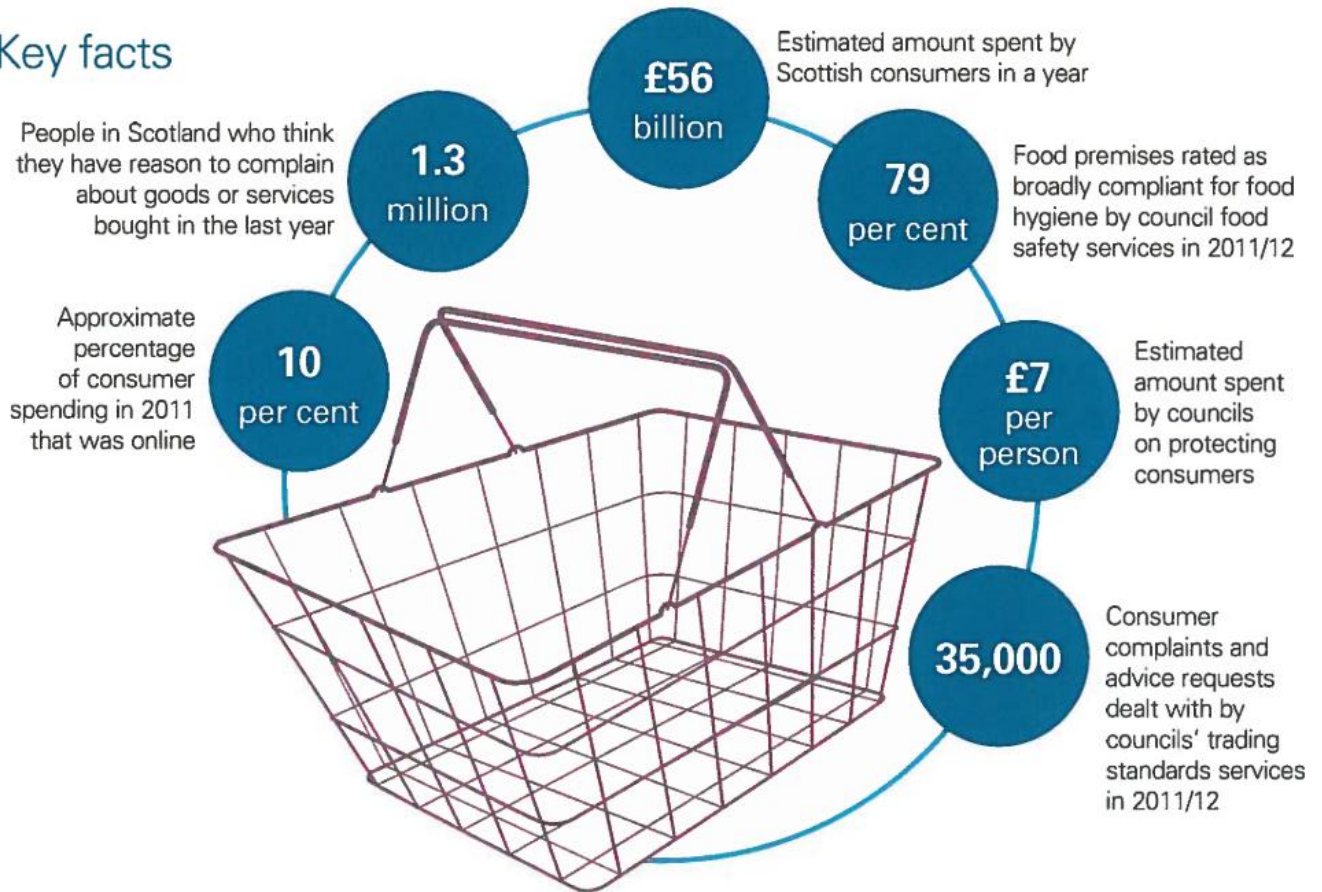 Key facts
£56
billion
Estimated amount spent by
Scottish consumers in a year
People in Scotland who think
they have reason to complain
about goods or services
bought in the last year
1.3
million
79
per cent
Food premises rated as
broadly compliant for food
hygiene by council food
safety services in 2011/12
Approximate
percentage
of consumer
spending in 2011
that was online
10
per cent
£7
per
person
Estimated
amount spent
by councils
on protecting
consumers
35,000
Consumer
complaints and
advice requests
dealt with by
councils' trading
standards services
in 2011/12